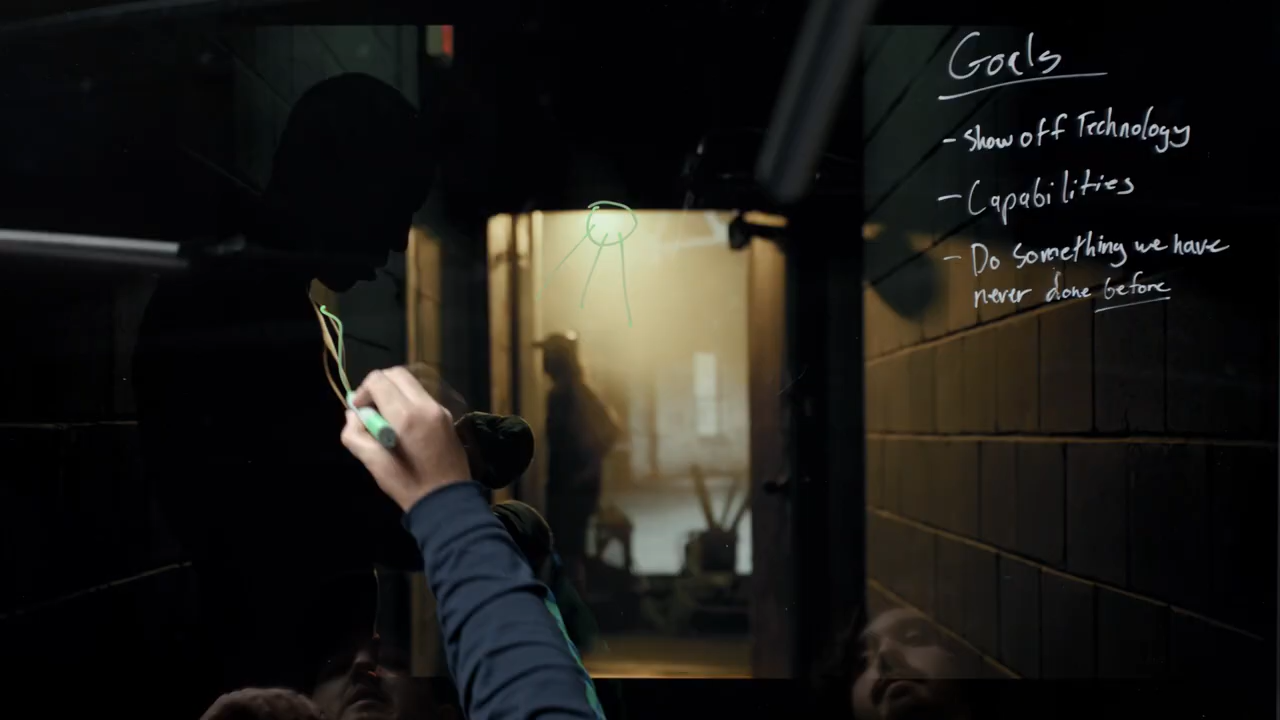 Goals
- Show off Technology
- Capabilities
- Do something we have
never done before